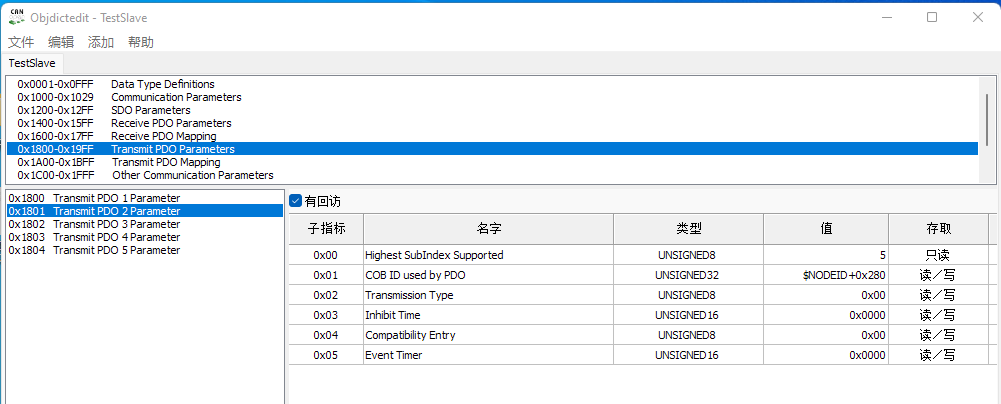 CAN
Objdictedit - TestSlave
文件 编辑 添加 帮助
TestSlave
0x0001-0x0FFF Data Type Definitions
0x1000-0x1029 Communication Parameters
0x1200-0x12FF SDO Parameters
0x1400-0x15FF Receive PDO Parameters
0x1600-0x17FF Receive PDO Mapping
0x1800-0x19FF Transmit PDO Parameters
0x1A00-0x1BFF Transmit PDO Mapping
0x1C00-0x1FFF Other Communication Parameters
0x1800 Transmit PDO 1 Parameter
0x1801 Transmit PDO 2 Parameter
0x1802 Transmit PDO 3 Parameter
0x1803 Transmit PDO 4 Parameter
0x1804 Transmit PDO 5 Parameter
有回访
子指标 名字 类型 值 存取
0x00 Highest SubIndex Supported UNSIGNED8 5 只读
0x01 COB ID used by PDO UNSIGNED32 $NODEID+0x280 读／写
0x02 Transmission Type UNSIGNED8 0x00 读／写
0x03 Inhibit Time UNSIGNED16 0x0000 读／写
0x04 Compatibility Entry UNSIGNED8 0x00 读／写
0x05 Event Timer UNSIGNED16 0x0000 读／写